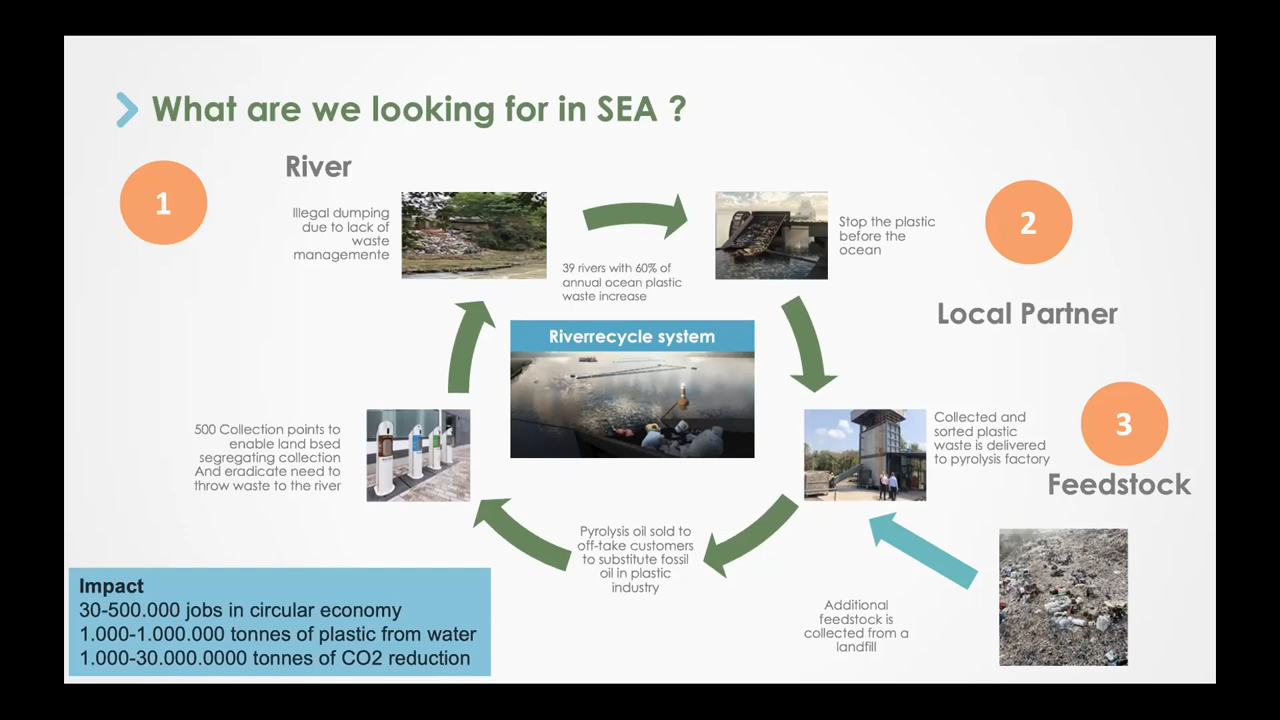 What are we looking for in SEA ?
1
River
Illegal dumping
due to lack of
waste
managemente
39 rivers with 60% of
annual ocean plastic
waste increase
Stop the plastic
before the
ocean
2
Local Partner
Riverrecycle system
500 Collection points to
enable land bsed
segregating collection
And eradicate need to
throw waste to the river
Collected and
sorted plastic
waste is delivered
to pyrolysis factory
3
Feedstock
Pyrolysis oil sold to
off-take customers
to substitute fossil
oil in plastic
industry
Additional
feedstock is
collected from a
landfill
Impact
30-500.000 jobs in circular economy
1.000-1.000.000 tonnes of plastic from water
1.000-30.000.0000 tonnes of CO2 reduction